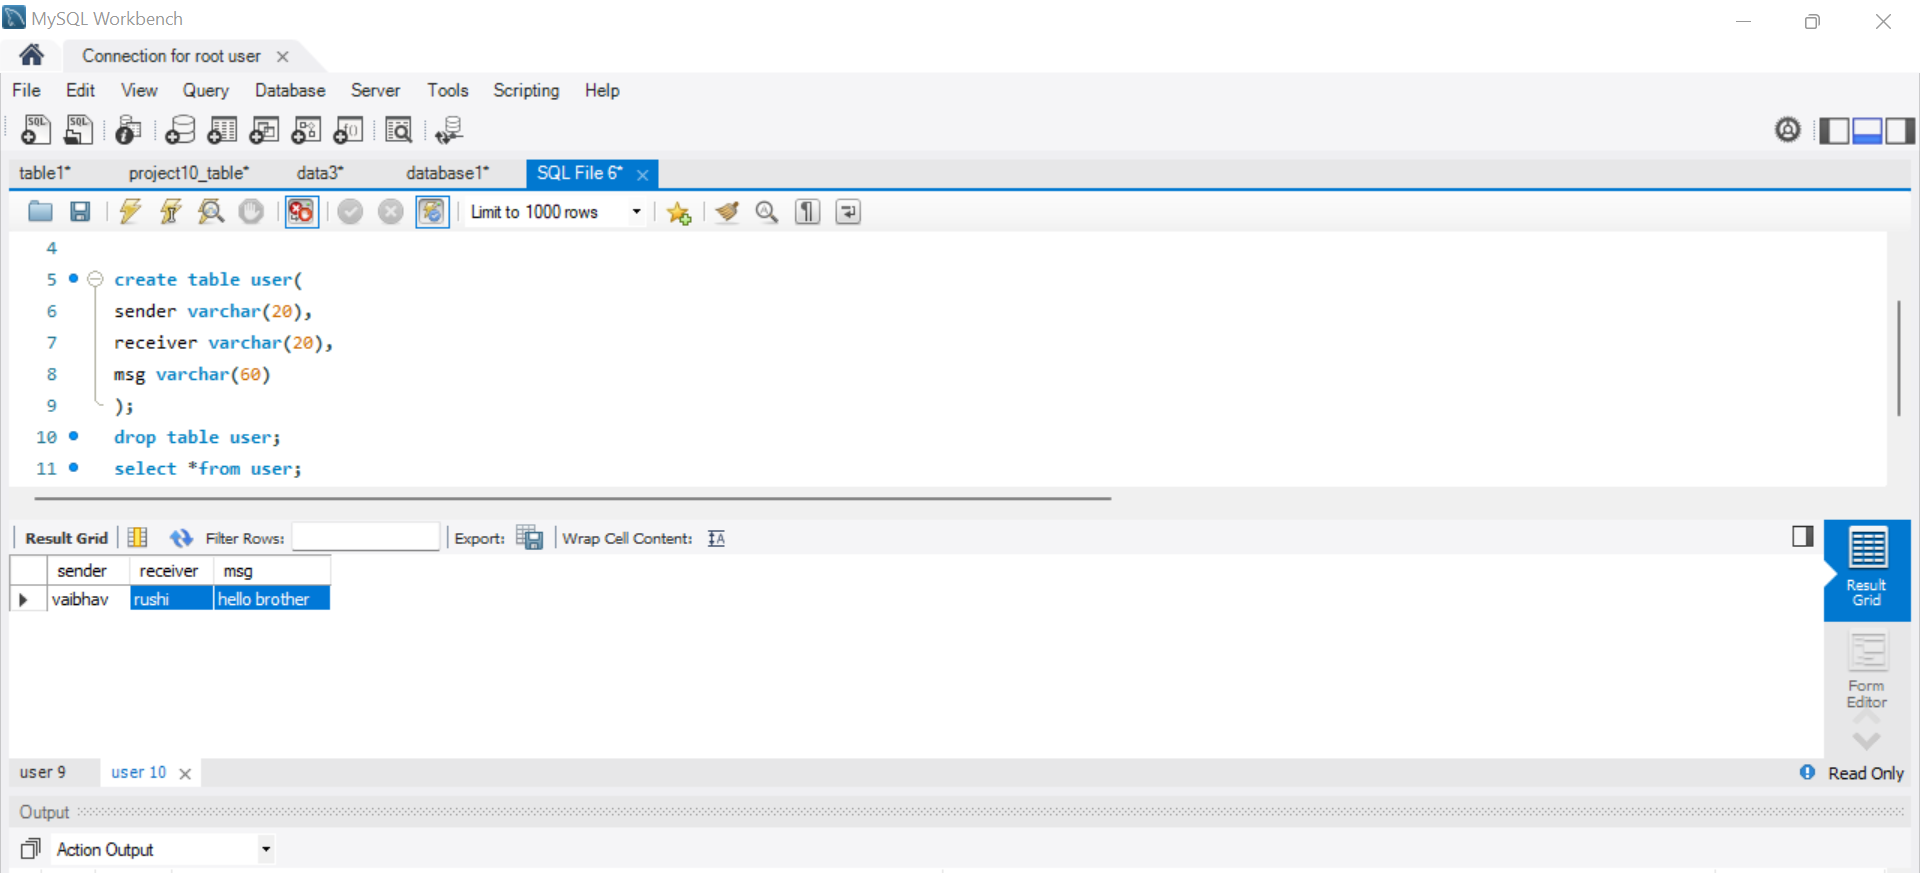 MySQL Workbench
Connection for root user
File Edit View Query Database Server Tools Scripting Help
SQL SQL
table1* project10_table* data3* database1* SQL File 6*
Limit to 1000 rows
4
5 create table user(
6 sender varchar(20),
7 receiver varchar(20),
8 msg varchar(60)
9 );
10 drop table user;
11 select *from user;
Result Grid Filter Rows: Export: Wrap Cell Content:
sender receiver msg
vaibhav rushi hello brother
Result
Grid
Form
Editor
user 9 user 10 Read Only
Output
Action Output